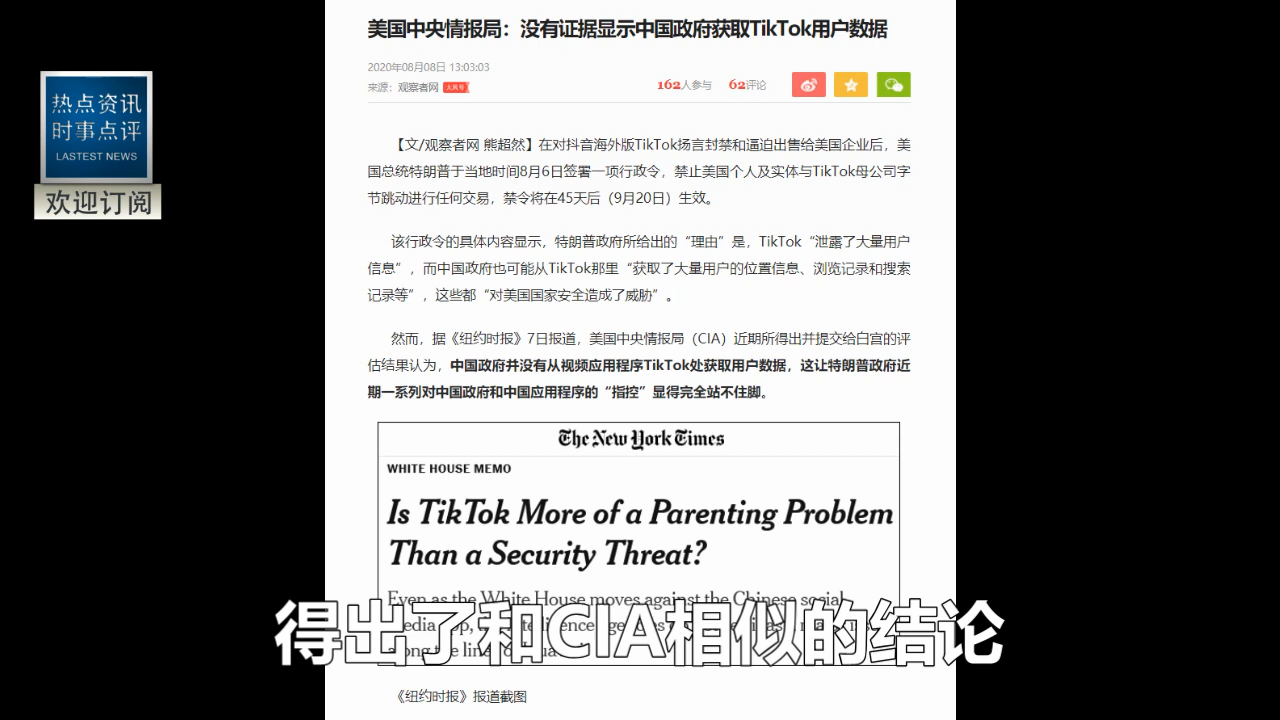 美国中央情报局：没有证据显示中国政府获取TikTok用户数据
2020年08月08日 13:03:03
来源：观察者网 大风号
162人参与 62评论
热点资讯
时事点评
LASTEST NEWS
欢迎订阅
【文/观察者网 熊超然】在对抖音海外版TikTok扬言封禁和逼迫出售给美国企业后，美
国总统特朗普于当地时间8月6日签署一项行政令，禁止美国个人及实体与TikTok母公司字
节跳动进行任何交易，禁令将在45天后（9月20日）生效。
该行政令的具体内容显示，特朗普政府所给出的“理由”是，TikTok“泄露了大量用户
信息”，而中国政府也可能从TikTok那里“获取了大量用户的位置信息、浏览记录和搜索
记录等”，这些都“对美国国家安全造成了威胁”。
然而，据《纽约时报》7日报道，美国中央情报局（CIA）近期所得出并提交给白宫的评
估结果认为，中国政府并没有从视频应用程序TikTok处获取用户数据，这让特朗普政府近
期一系列对中国政府和中国应用程序的“指控”显得完全站不住脚。
The New York Times
WHITE HOUSE MEMO
Is TikTok More of a Parenting Problem
Than a Security Threat?
Even as the White House moves against the Chinese social
得出了和CIA相似的结论
《纽约时报》报道截图